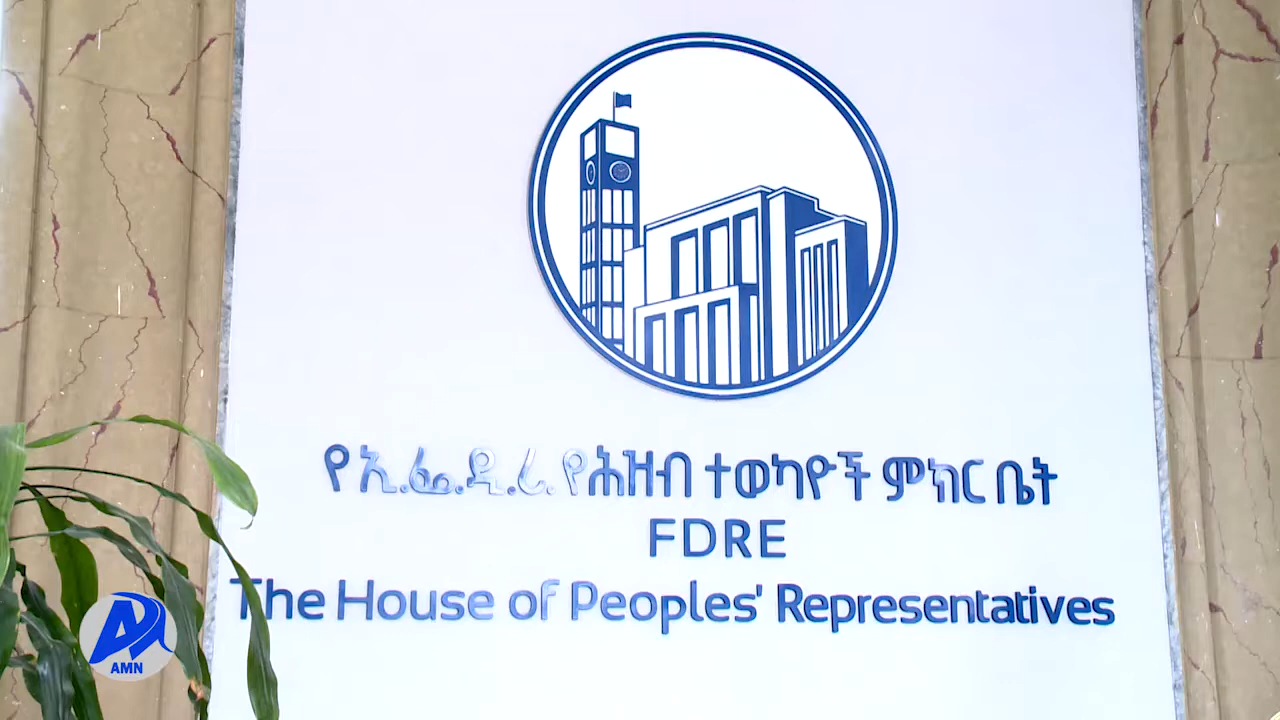 የኢ.ፌ.ዲ.ሪ. የሕዝብ ተወካዮች ምክር ቤት
FDRE
The House of Peoples' Representatives
AMN